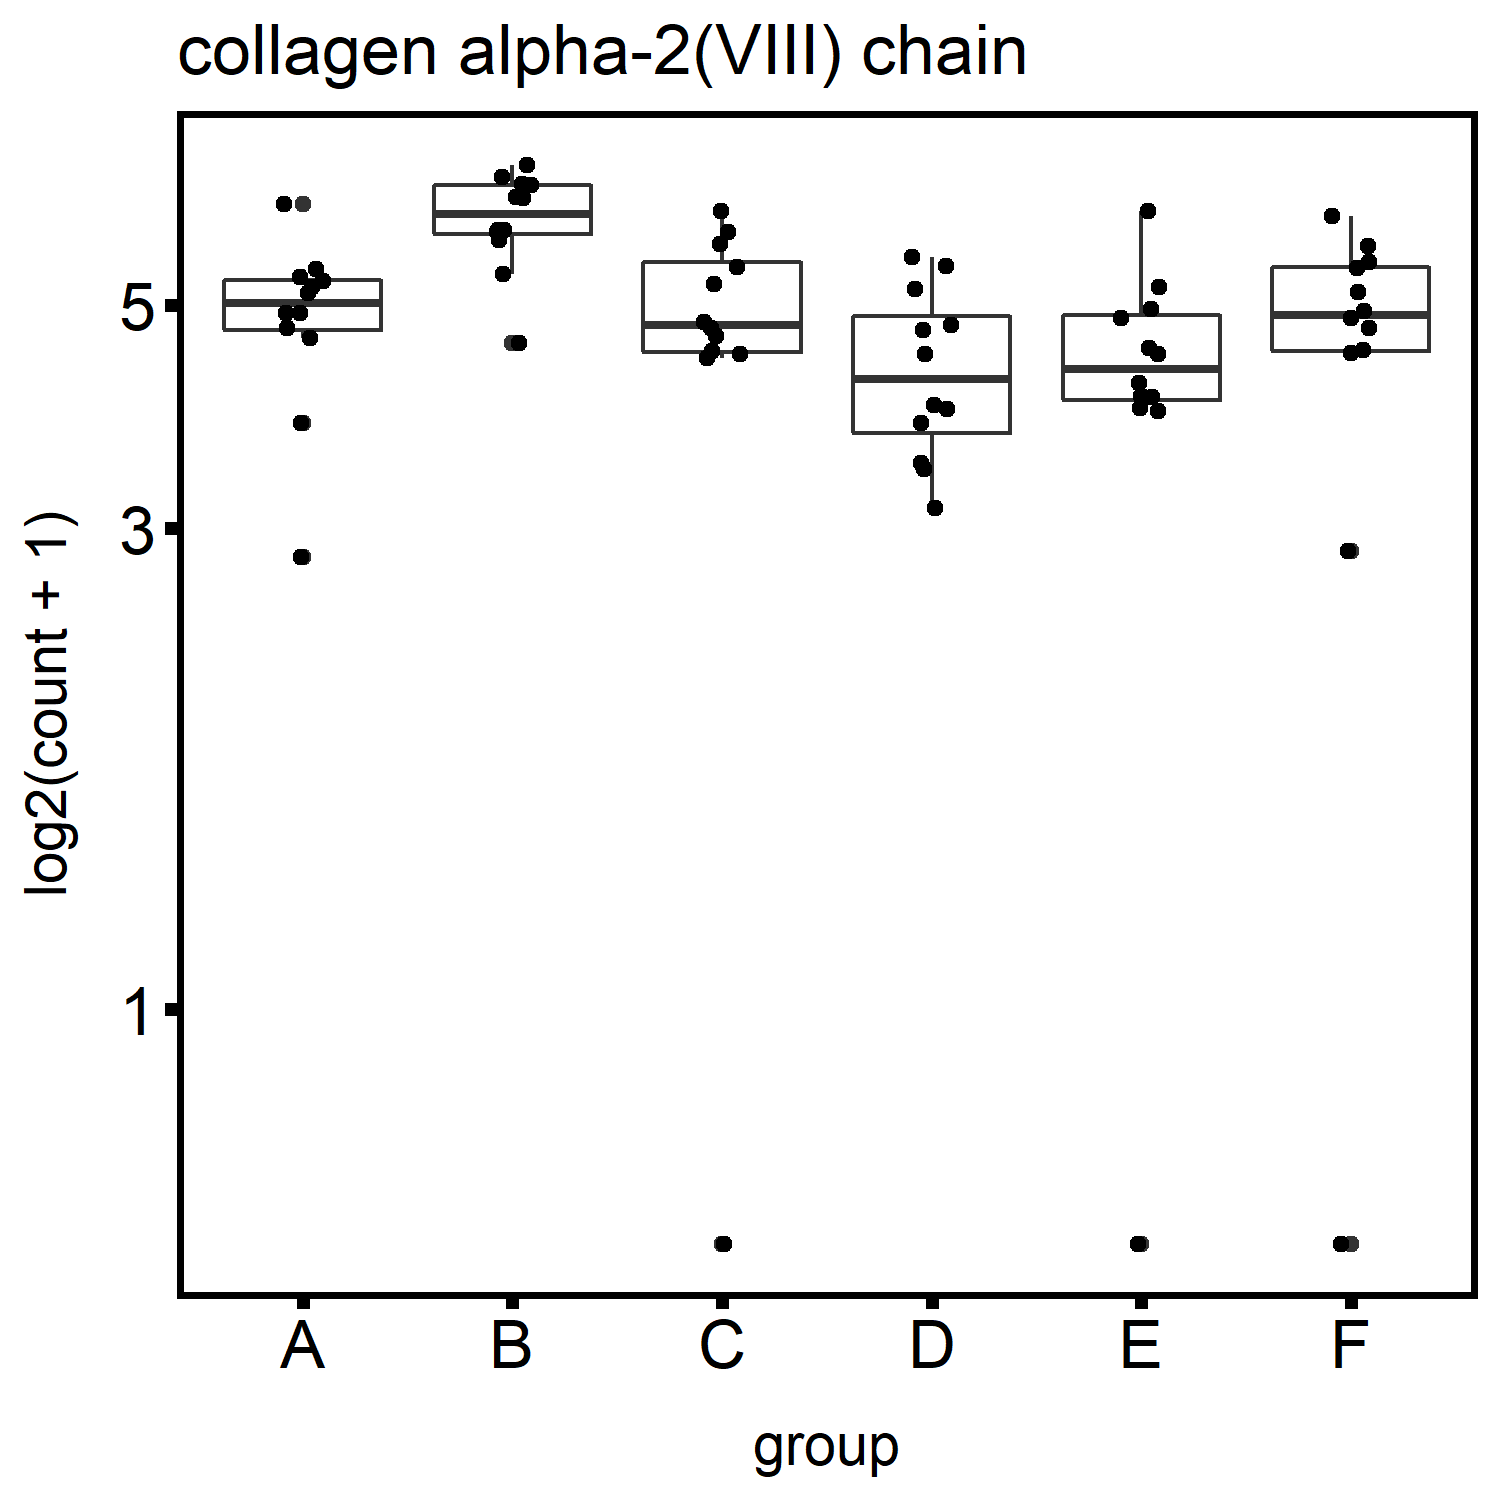 collagen alpha-2(VIII) chain
log2(count + 1)
5
3
1
A B C D E F
group